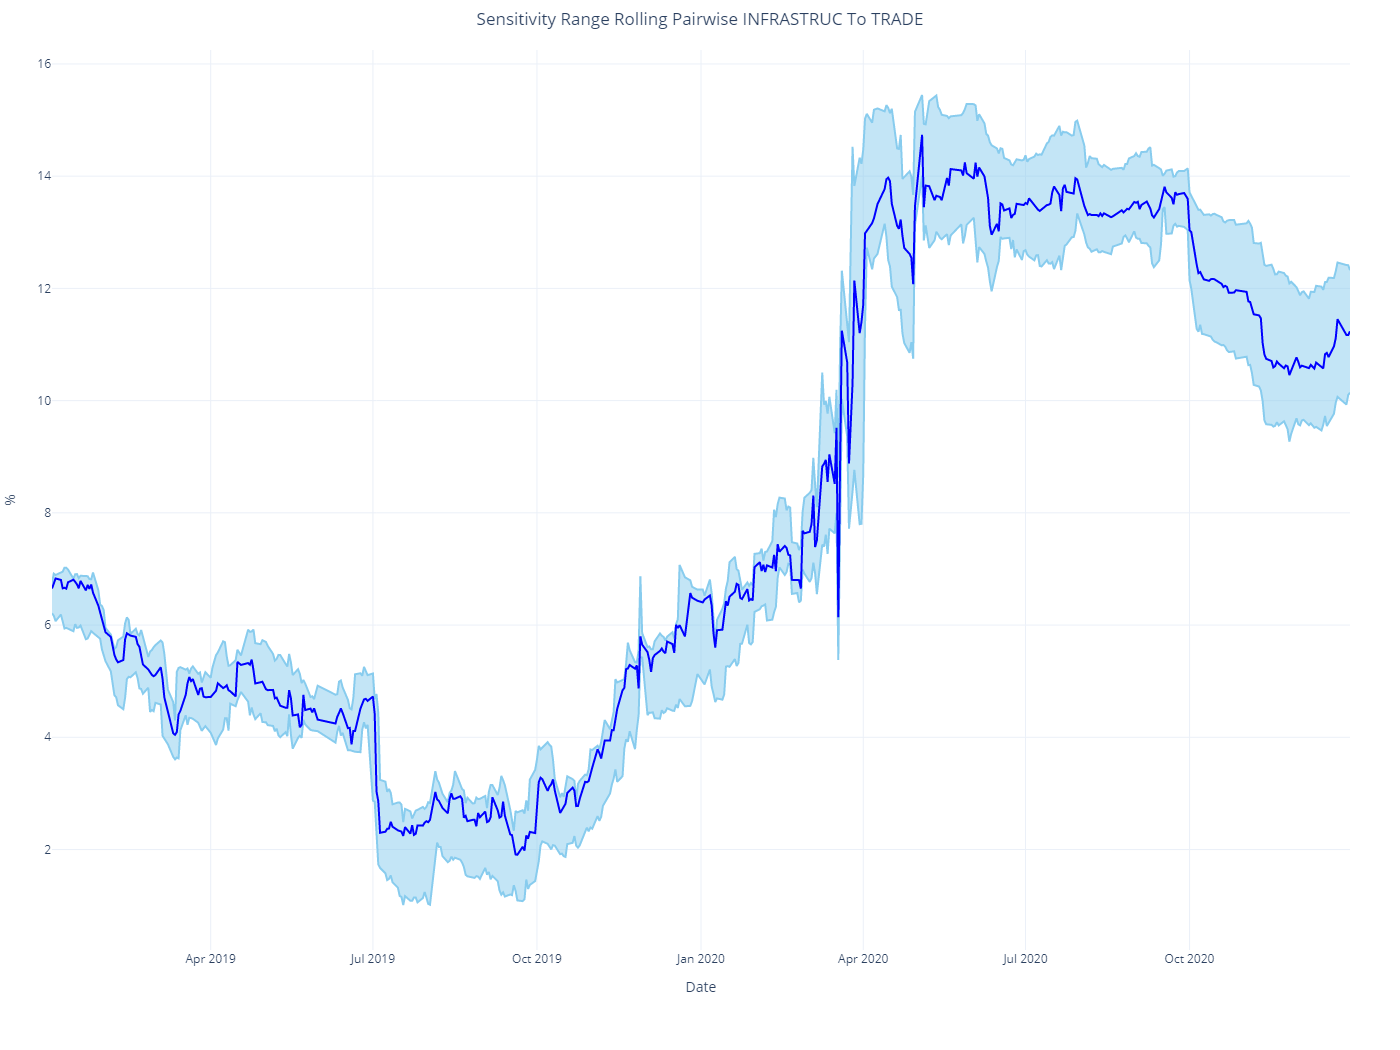 Sensitivity Range Rolling Pairwise INFRASTRUC To TRADE
16
14
12
10
8
6
4
2
%
Apr 2019
Jul 2019
Oct 2019
Jan 2020
Apr 2020
Jul 2020
Oct 2020
Date